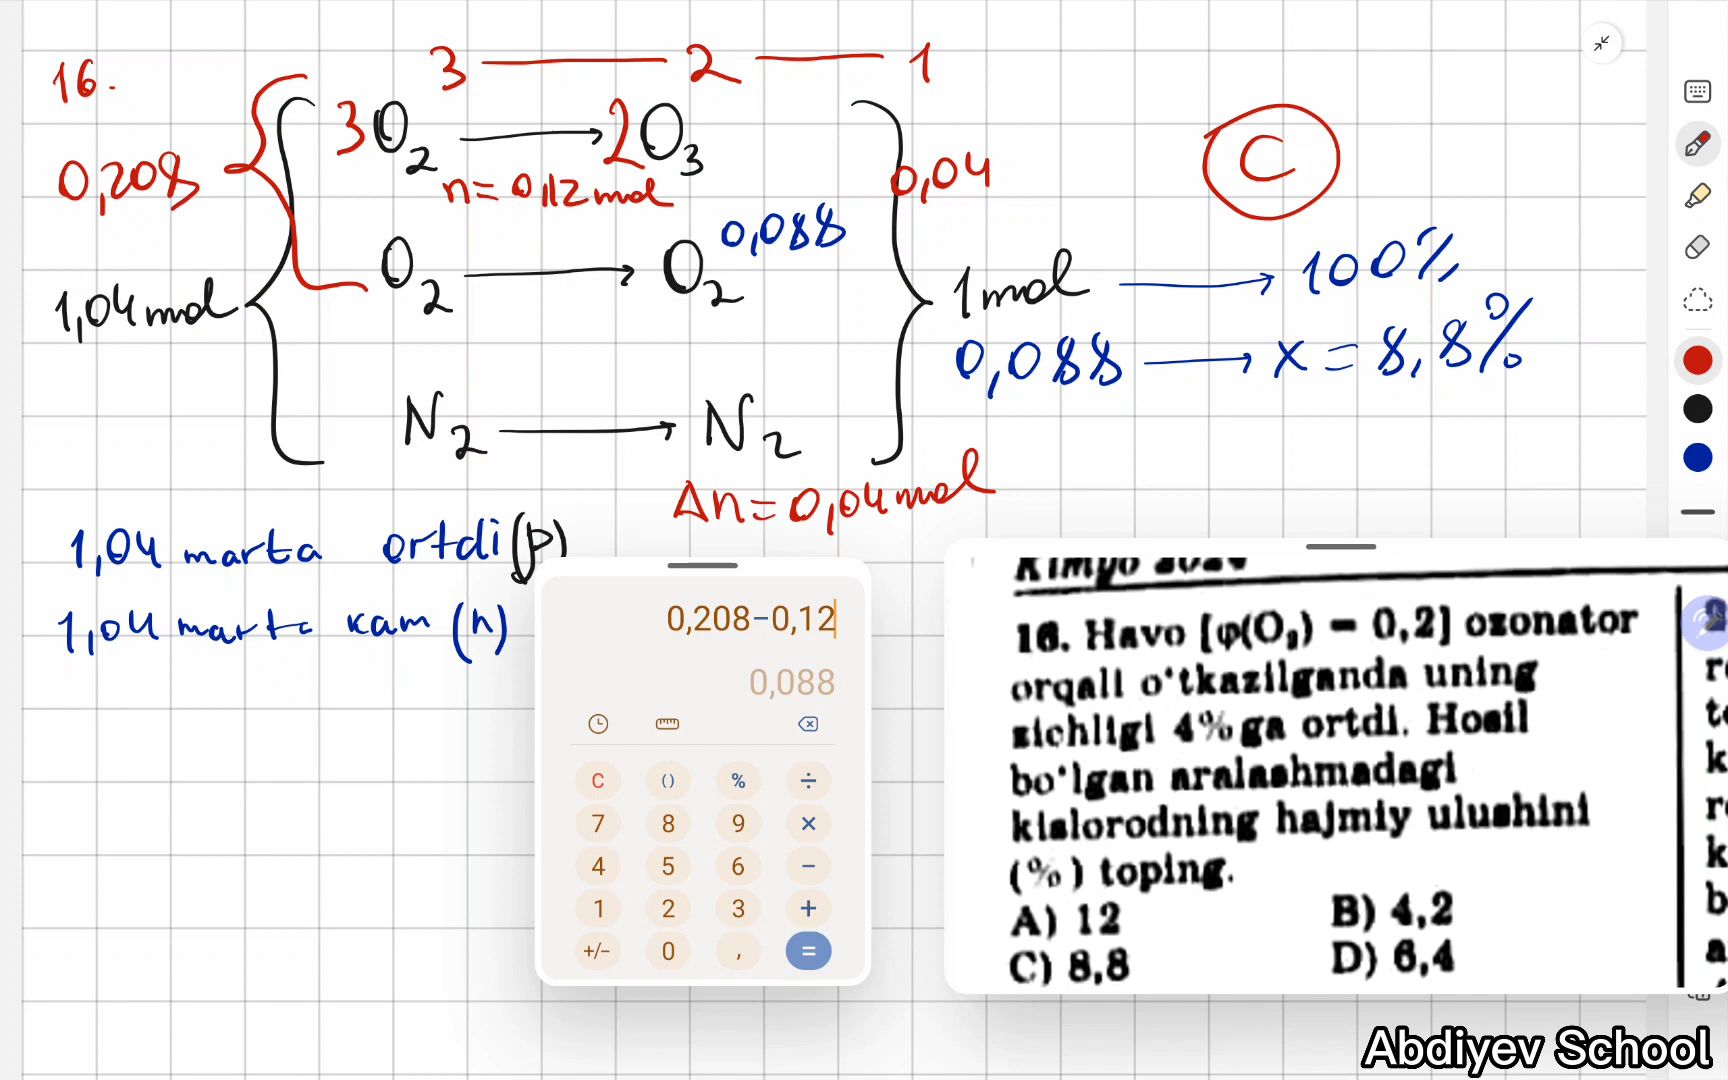 16.
3 — 2 — 1
3O₂ → 2O₃
0,208
n = 0,12 mol
0,04
C
O₂ → O₂ 0,088
1,04 mol
1 mol → 100%
0,088 → x = 8,8%
N₂ → N₂
Δn = 0,04 mol
1,04 marta ortdi (p)
1,04 marta kam (n)
0,208−0,12
0,088
C () % ÷
7 8 9 ×
4 5 6 −
1 2 3 +
+/− 0 , =
Kimyo 2024
16. Havo [φ(O₂) = 0,2] ozonator
orqali o'tkazilganda uning
zichligi 4% ga ortdi. Hosil
bo'lgan aralashmadagi
kislorodning hajmiy ulushini
(%) toping.
A) 12 B) 4,2
C) 8,8 D) 6,4
Abdiyev School